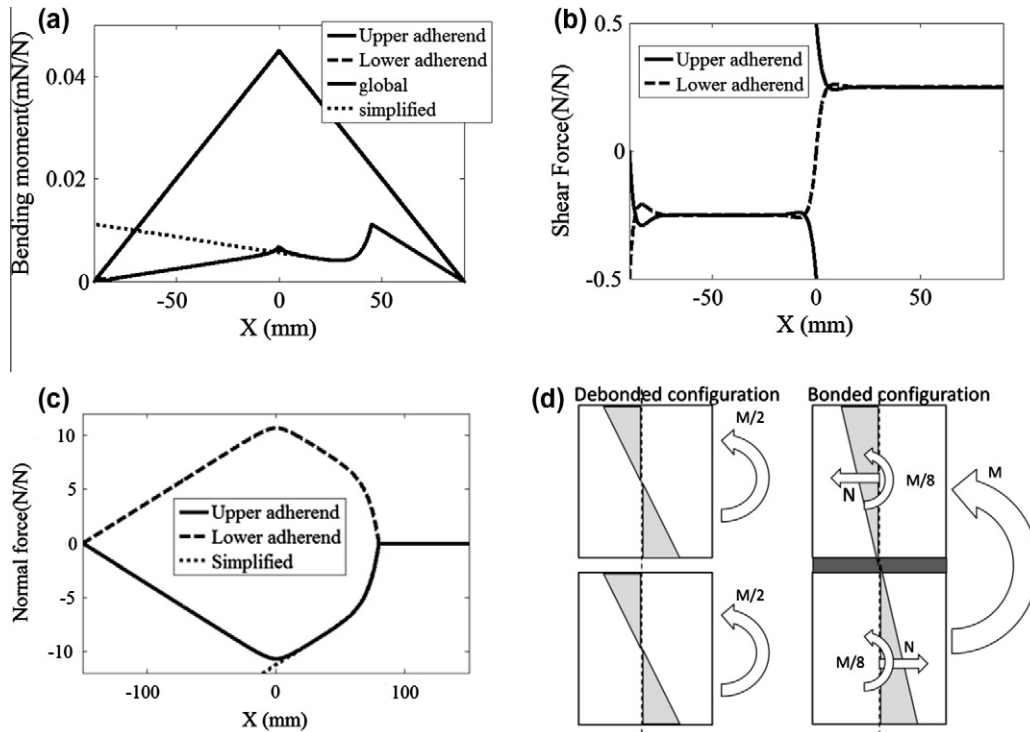 (a)
Bending moment(mN/N)
0.04
0.02
0
-50
0
50
X (mm)
Upper adherend
Lower adherend
global
simplified
(b)
Shear Force(N/N)
0.5
0
-0.5
-50
0
50
X (mm)
Upper adherend
Lower adherend
(c)
Normal force(N/N)
10
5
0
-5
-10
-100
0
100
X (mm)
Upper adherend
Lower adherend
Simplified
(d)
Debonded configuration
M/2
M/2
Bonded configuration
N
M/8
M
M/8
N